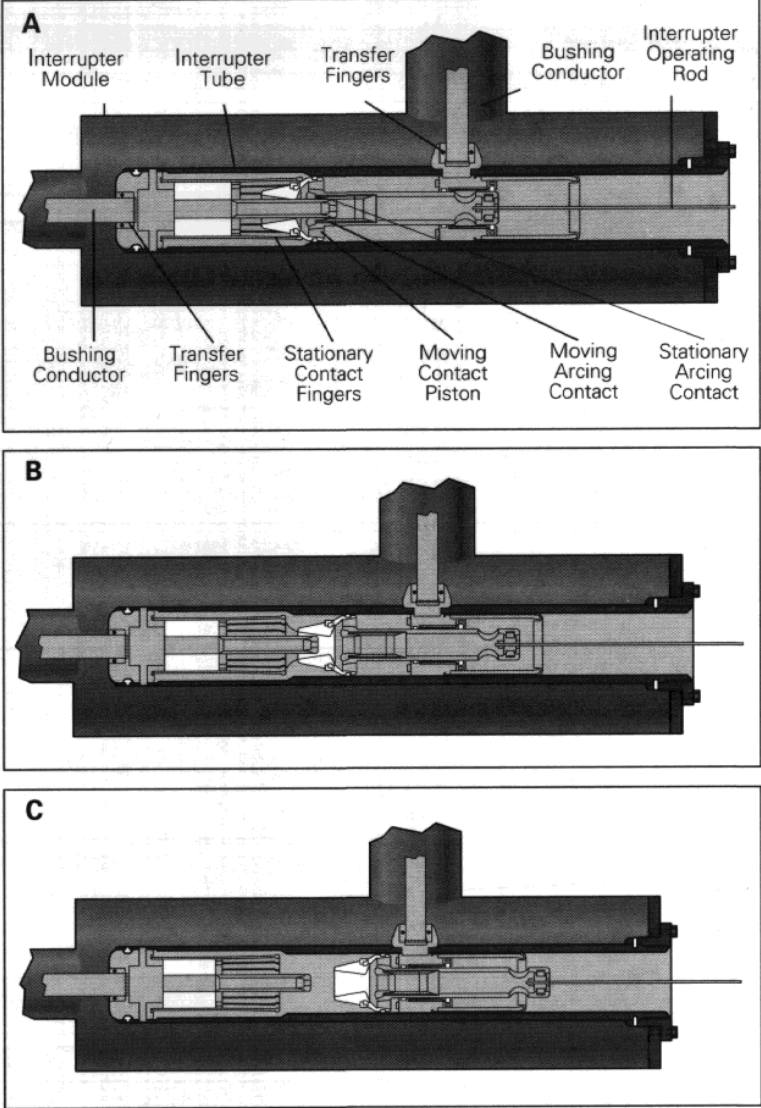 A
Interrupter
Module
Interrupter
Tube
Transfer
Fingers
Bushing
Conductor
Interrupter
Operating
Rod
Bushing
Conductor
Transfer
Fingers
Stationary
Contact
Fingers
Moving
Contact
Piston
Moving
Arcing
Contact
Stationary
Arcing
Contact
B
C